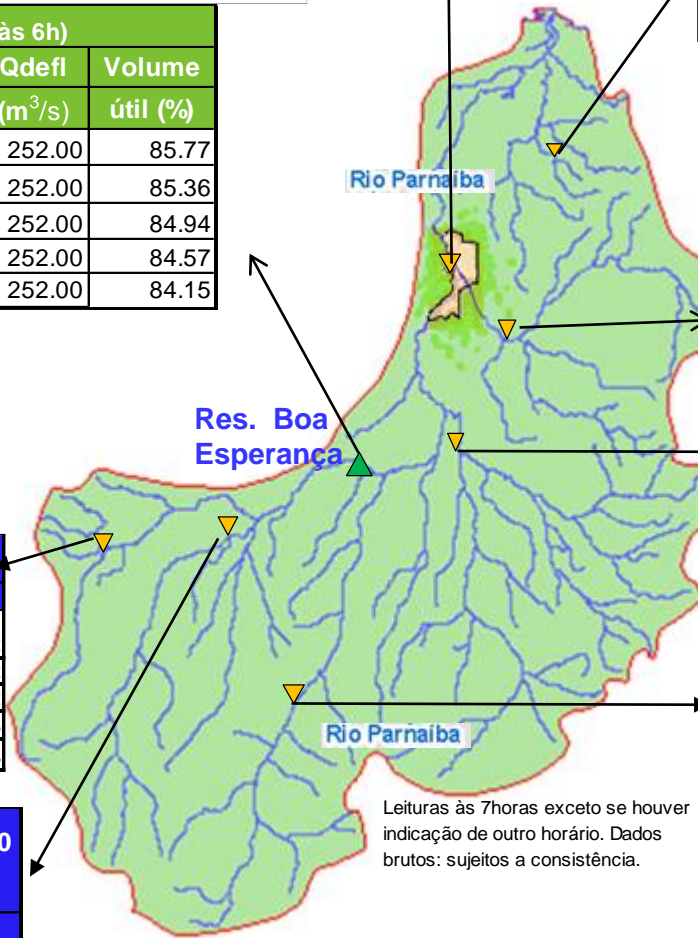 às 6h)
Qdefl Volume
(m³/s) útil (%)
252.00 85.77
252.00 85.36
252.00 84.94
252.00 84.57
252.00 84.15
Rio Parnaíba
Res. Boa
Esperança
Rio Parnaíba
0
Leituras às 7horas exceto se houver
indicação de outro horário. Dados
brutos: sujeitos a consistência.